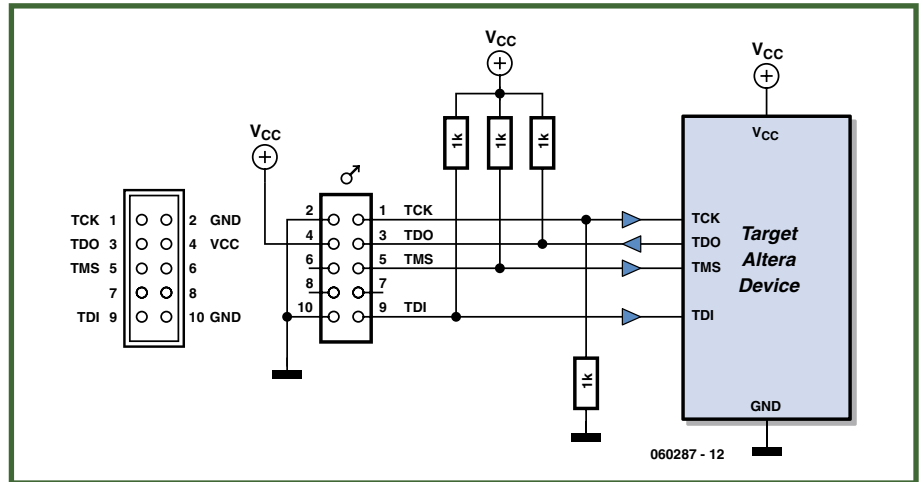 VCC
VCC
VCC
VCC
1k
1k
1k
TCK 1
2 GND
TDO 3
4 VCC
TMS 5
6
7
8
TDI 9
10 GND
2
1 TCK
4
3 TDO
6
5 TMS
8
7
10
9 TDI
1k
TCK
TDO
TMS
TDI
Target
Altera
Device
GND
060287 - 12